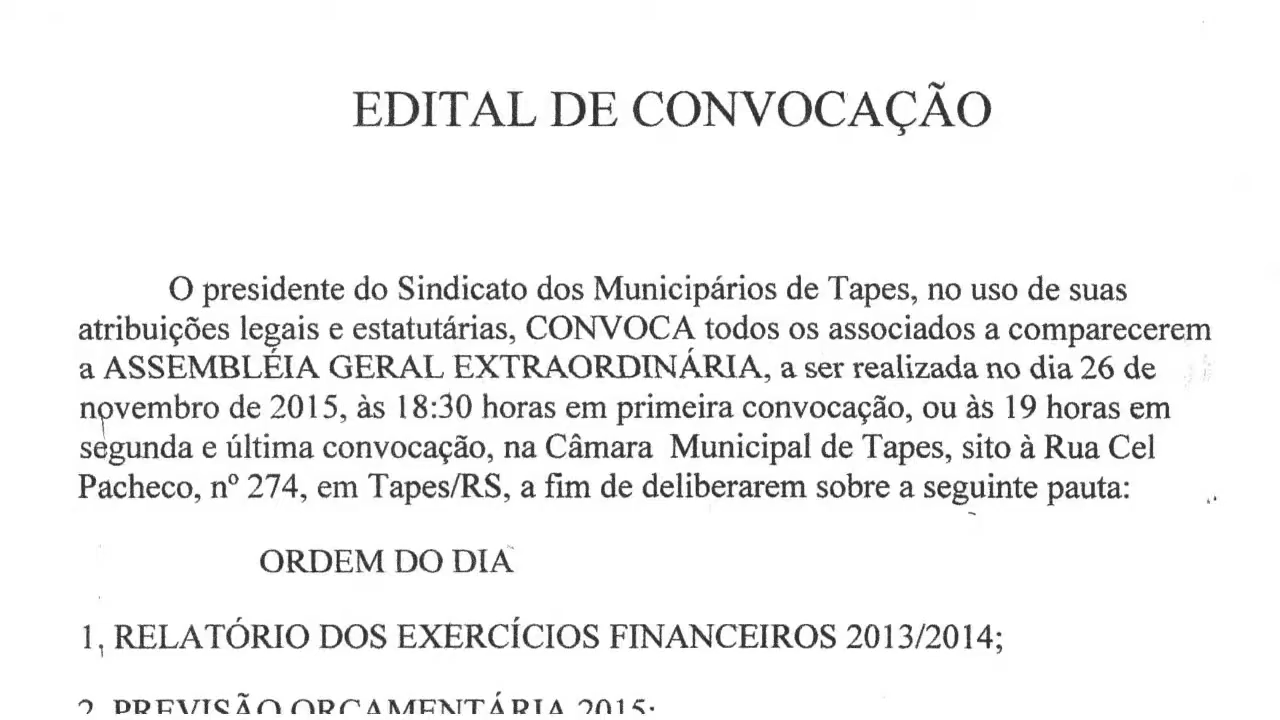 EDITAL DE CONVOCAÇÃO
O presidente do Sindicato dos Municipários de Tapes, no uso de suas
atribuições legais e estatutárias, CONVOCA todos os associados a comparecerem
a ASSEMBLÉIA GERAL EXTRAORDINÁRIA, a ser realizada no dia 26 de
novembro de 2015, às 18:30 horas em primeira convocação, ou às 19 horas em
segunda e última convocação, na Câmara Municipal de Tapes, sito à Rua Cel
Pacheco, nº 274, em Tapes/RS, a fim de deliberarem sobre a seguinte pauta:
ORDEM DO DIA
1, RELATÓRIO DOS EXERCÍCIOS FINANCEIROS 2013/2014;
2. PREVISÃO ORÇAMENTÁRIA 2015;